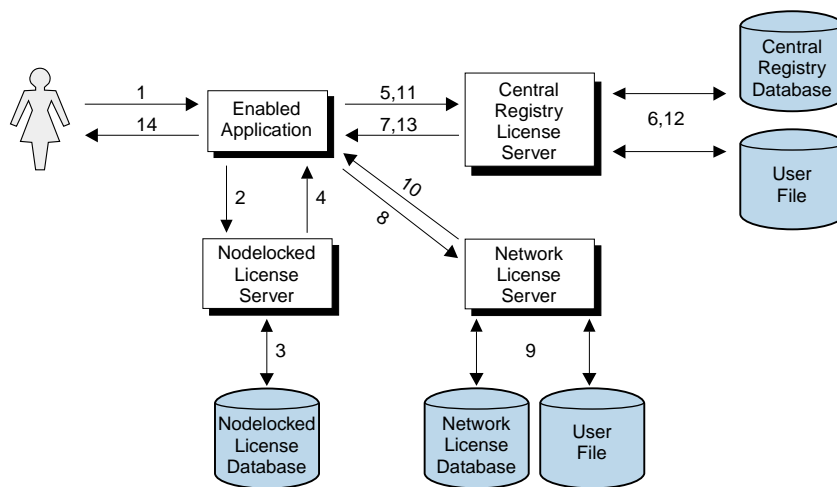 Central
Registry
Database
1
Enabled
Application
5,11
Central
Registry
License
Server
14
7,13
6,12
User
File
2
4
10
8
Nodelocked
License
Server
Network
License
Server
3
9
Nodelocked
License
Database
Network
License
Database
User
File